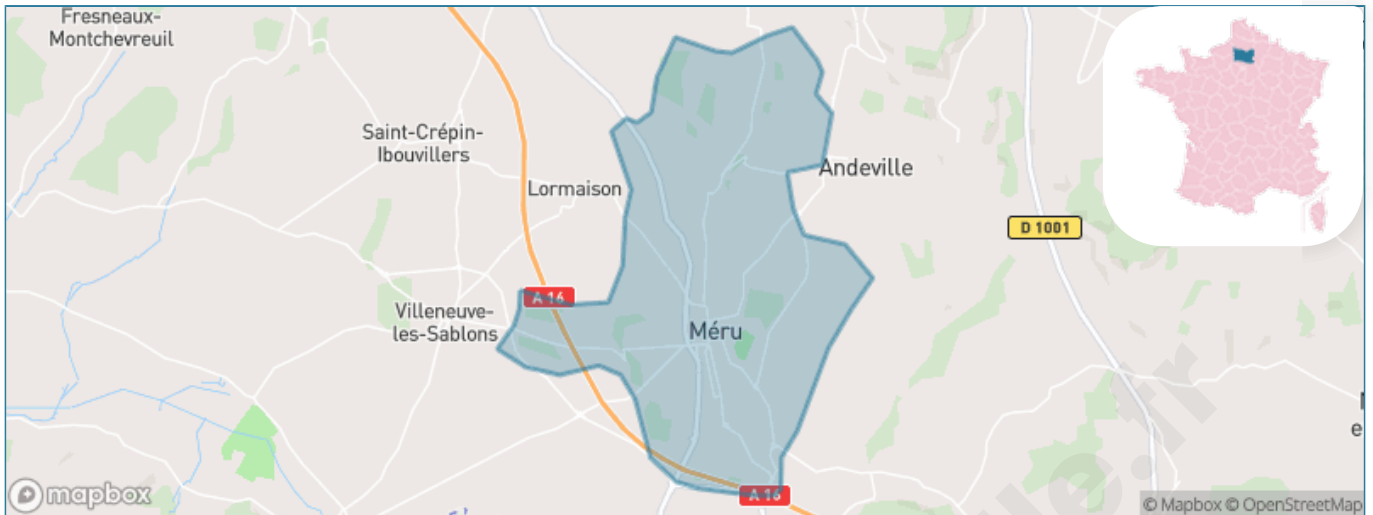 Fresneaux-
Montchevreuil
Saint-Crépin-
Ibouvillers
Lormaison
Andeville
D 1001
A 16
Villeneuve-
les-Sablons
Méru
A 16
mapbox
© Mapbox © OpenStreetMap